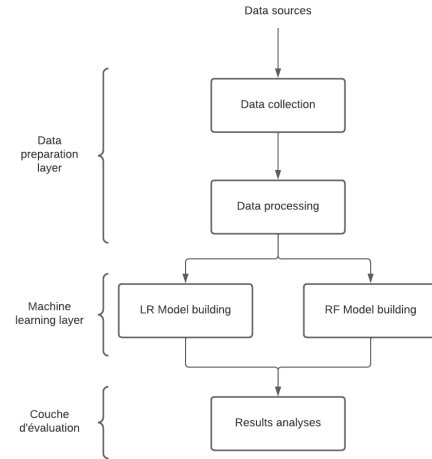 Data sources
Data collection
Data
preparation
layer
Data processing
Machine
learning layer
LR Model building
RF Model building
Couche
d'évaluation
Results analyses